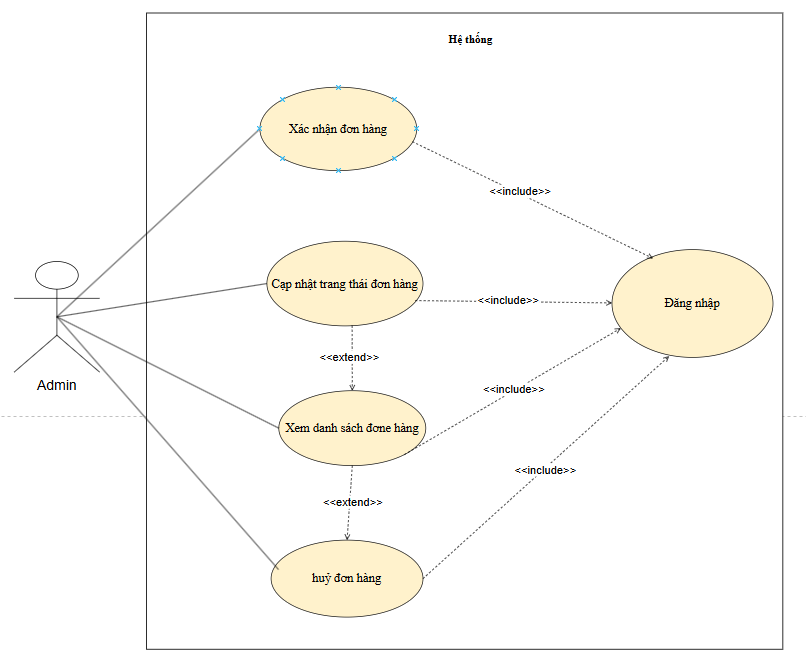 Hệ thống
Xác nhận đơn hàng
<<include>>
Cạp nhật trang thái đơn hàng
<<include>>
Đăng nhập
<<extend>>
Admin
<<include>>
Xem danh sách đơne hàng
<<include>>
<<extend>>
huỷ đơn hàng